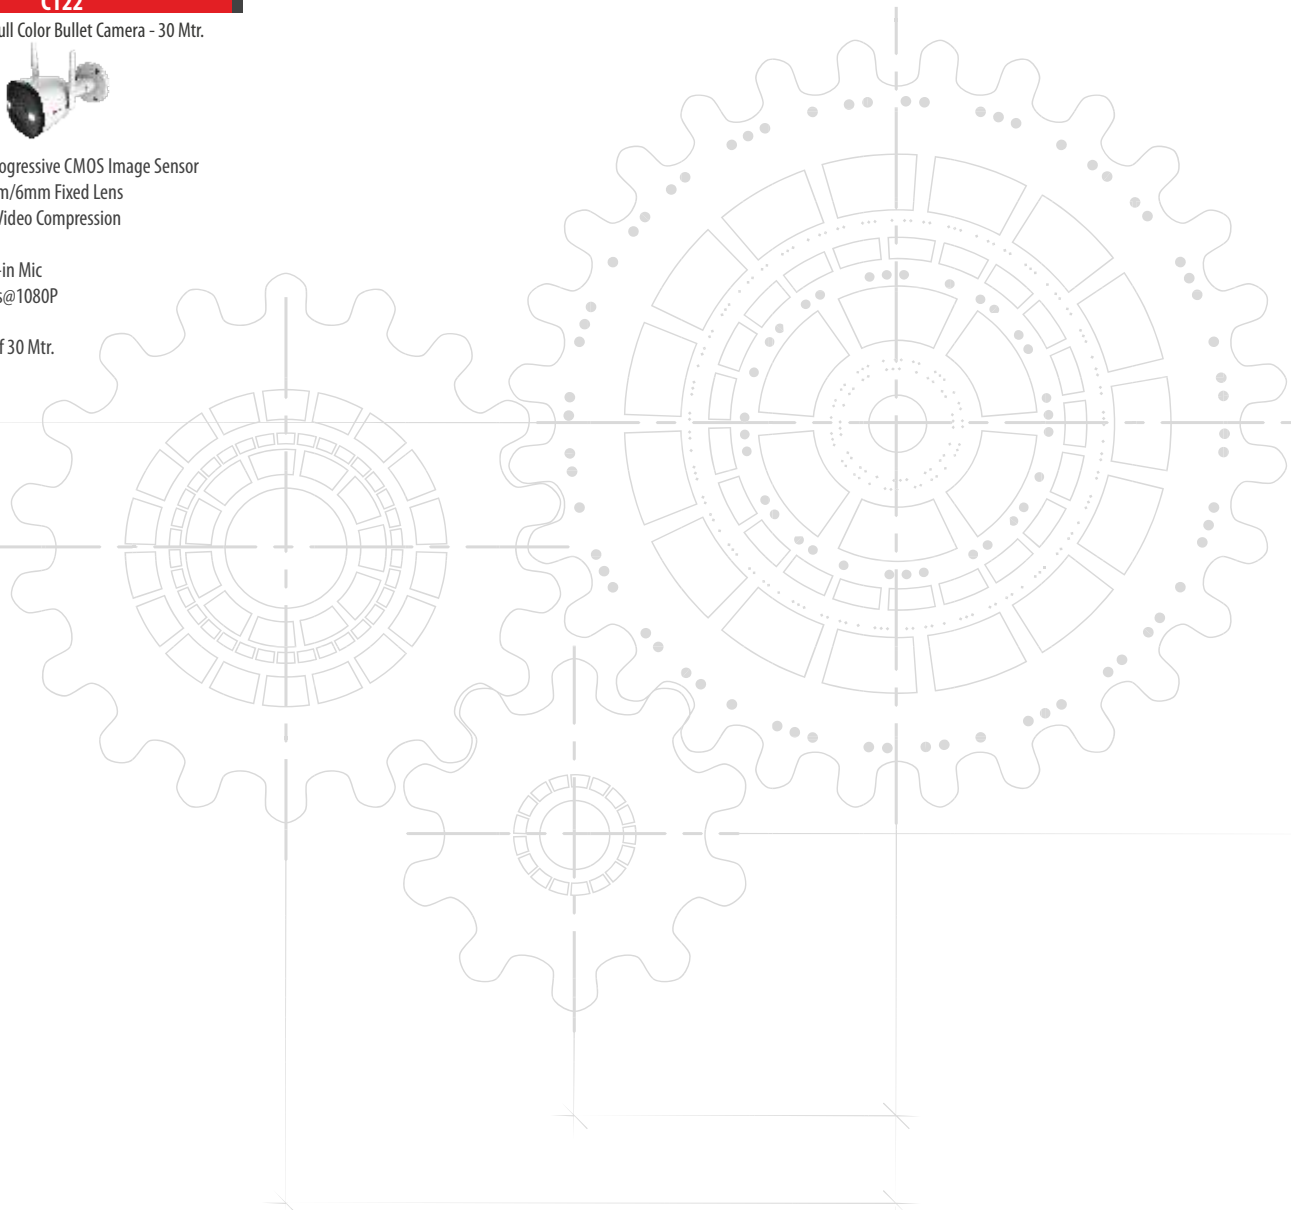 C122
ull Color Bullet Camera - 30 Mtr.
ogressive CMOS Image Sensor
m/6mm Fixed Lens
Video Compression
-in Mic
s@1080P
f 30 Mtr.